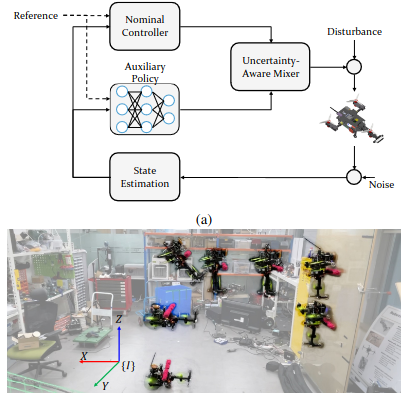 Reference
Nominal
Controller
Disturbance
Auxiliary
Policy
Uncertainty-
Aware Mixer
State
Estimation
Noise
(a)
Z
X
{I}
Y